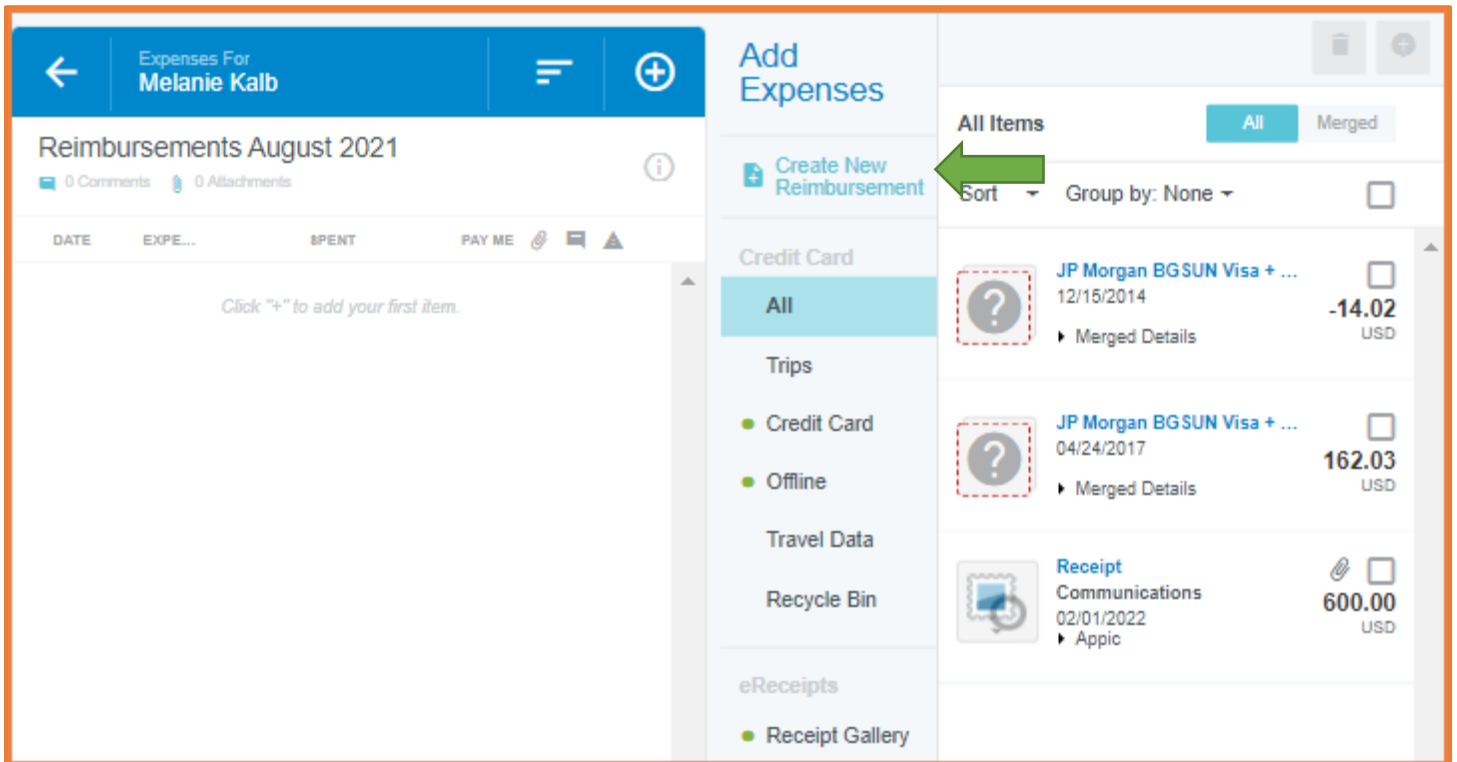 Expenses For
Melanie Kalb
Reimbursements August 2021
0 Comments 0 Attachments
DATE EXPE... SPENT PAY ME
Click "+" to add your first item.
Add
Expenses
Create New
Reimbursement
Credit Card
All
Trips
Credit Card
Offline
Travel Data
Recycle Bin
eReceipts
Receipt Gallery
All Items All Merged
Sort Group by: None
JP Morgan BGSUN Visa + ...
12/15/2014
-14.02
Merged Details USD
JP Morgan BGSUN Visa + ...
04/24/2017
162.03
Merged Details USD
Receipt
Communications
600.00
02/01/2022
USD
Appic